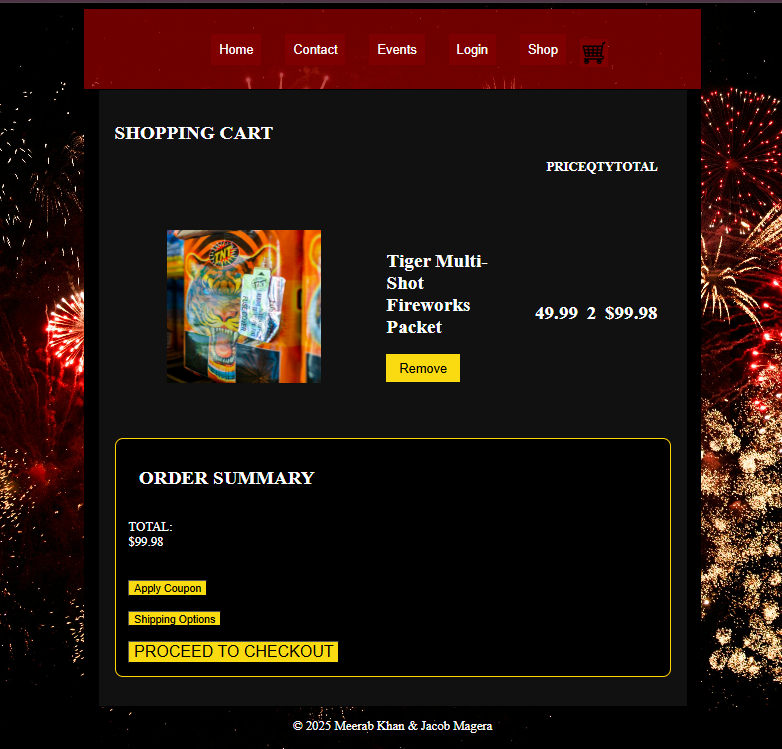 Home Contact Events Login Shop
SHOPPING CART
PRICEQTYTOTAL
TNT
Tiger Multi-
Shot
Fireworks
Packet
49.99 2 $99.98
Remove
ORDER SUMMARY
TOTAL:
$99.98
Apply Coupon
Shipping Options
PROCEED TO CHECKOUT
© 2025 Meerab Khan & Jacob Magera